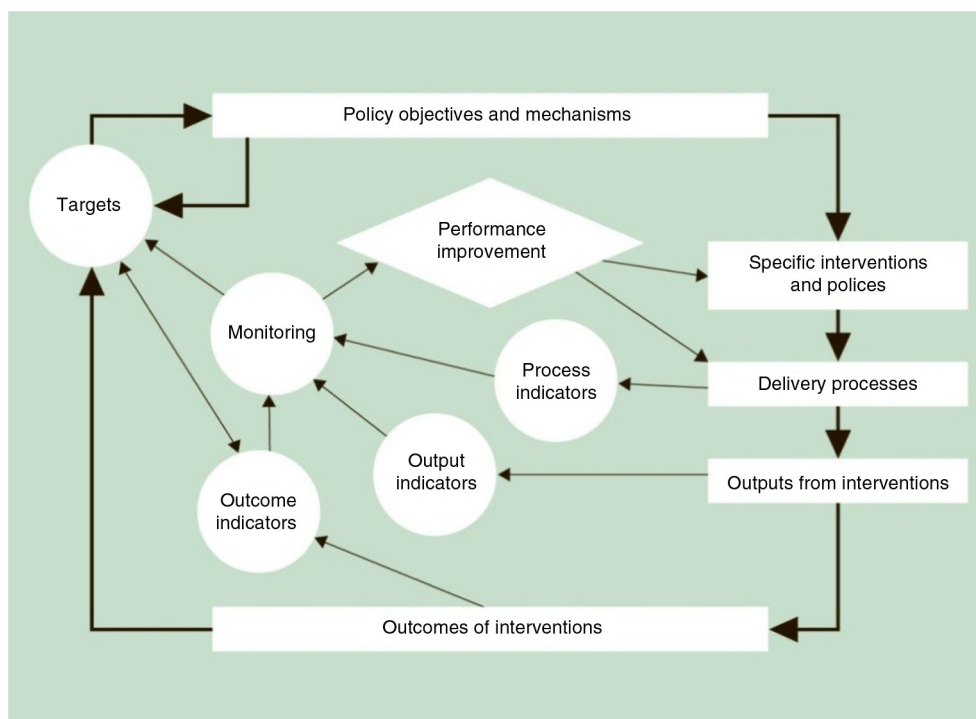 Policy objectives and mechanisms
Targets
Performance
improvement
Specific interventions
and polices
Monitoring
Process
indicators
Delivery processes
Output
indicators
Outputs from interventions
Outcome
indicators
Outcomes of interventions